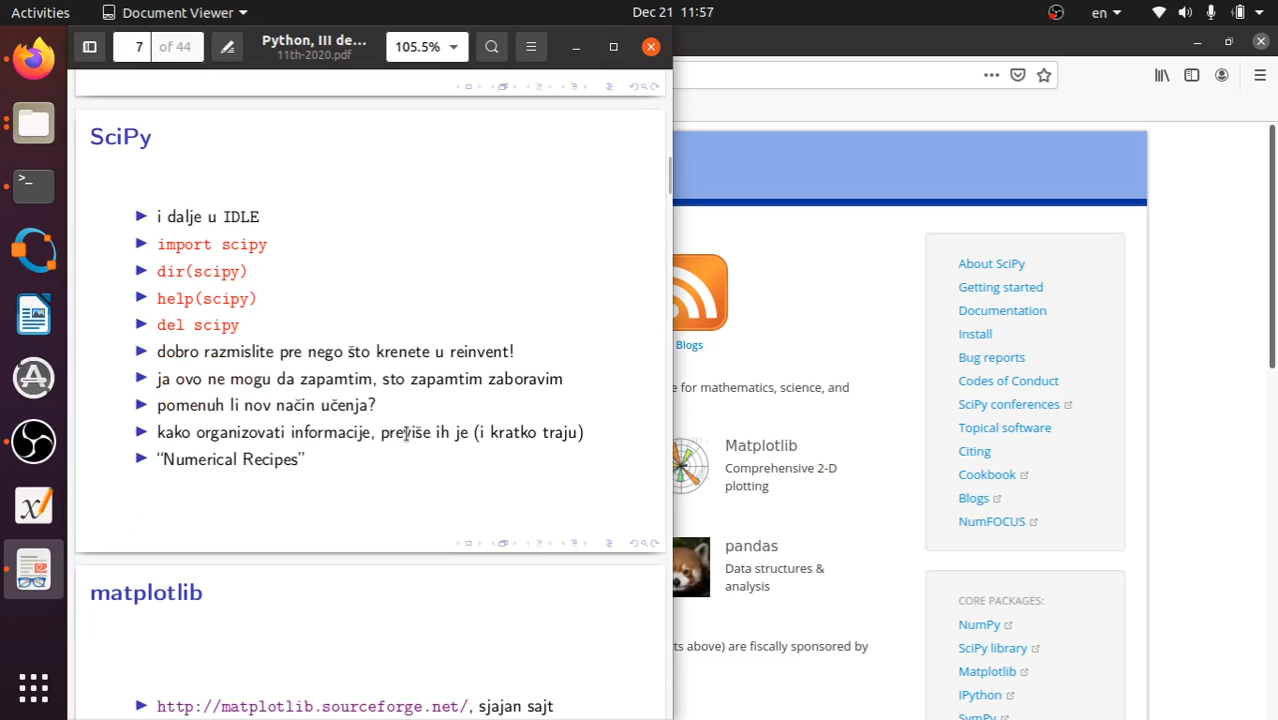 Activities
Document Viewer
Dec 21 11:57
en
7 of 44
Python, III de...
11th-2020.pdf
105.5%
SciPy
i dalje u IDLE
import scipy
dir(scipy)
help(scipy)
del scipy
dobro razmislite pre nego što krenete u reinvent!
ja ovo ne mogu da zapamtim, sto zapamtim zaboravim
pomenuh li nov način učenja?
kako organizovati informacije, previše ih je (i kratko traju)
“Numerical Recipes”
matplotlib
http://matplotlib.sourceforge.net/, sjajan sajt
Blogs
e for mathematics, science, and
Matplotlib
Comprehensive 2-D
plotting
pandas
Data structures &
analysis
ts above) are fiscally sponsored by
About SciPy
Getting started
Documentation
Install
Bug reports
Codes of Conduct
SciPy conferences
Topical software
Citing
Cookbook
Blogs
NumFOCUS
CORE PACKAGES:
NumPy
SciPy library
Matplotlib
IPython
SymPy